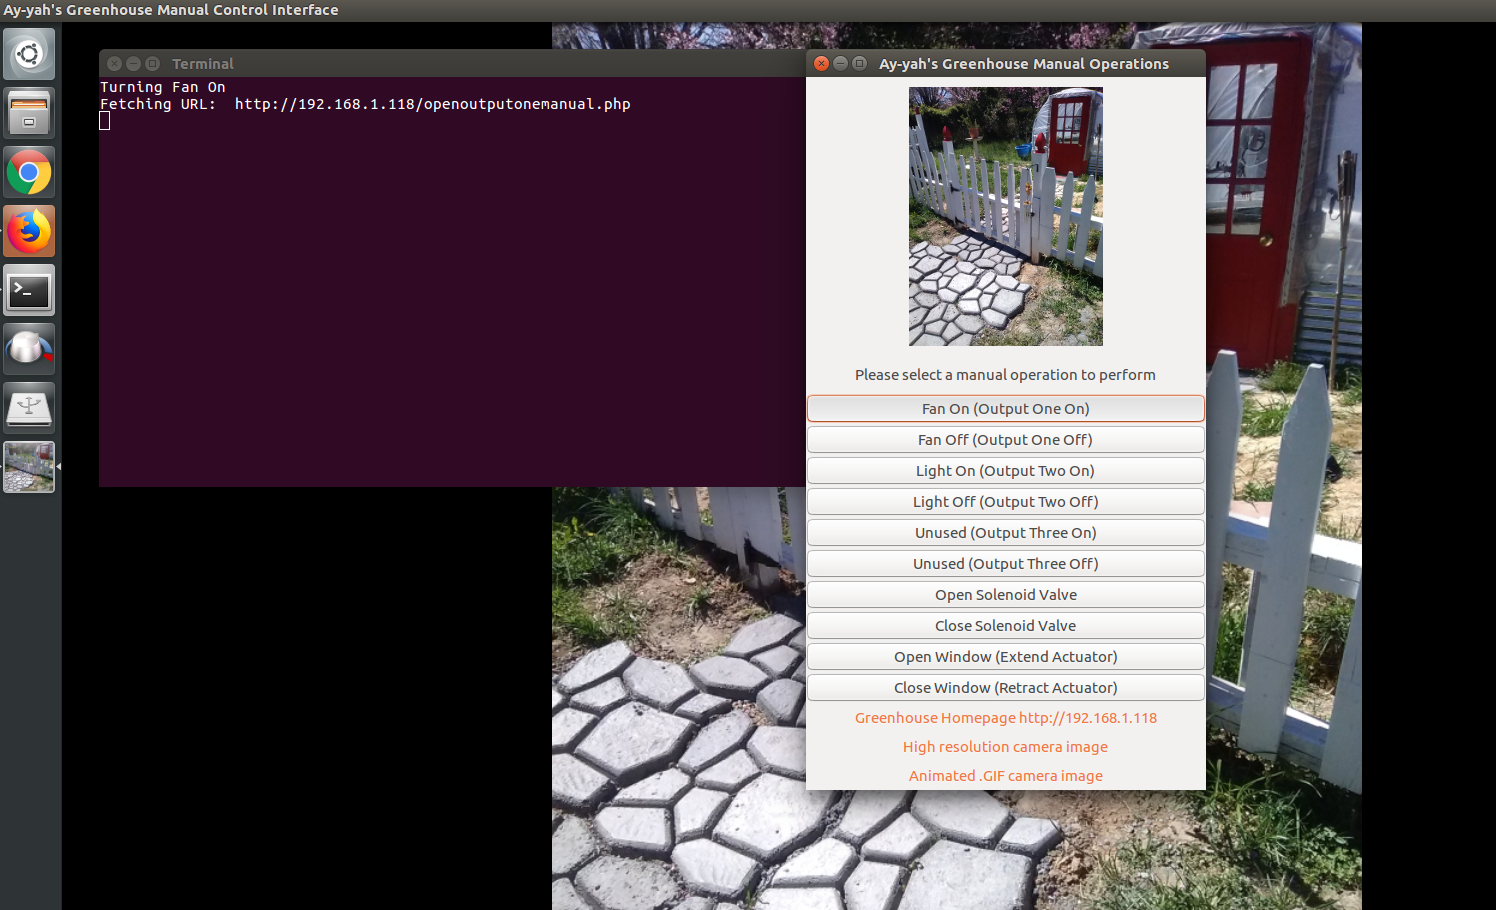 Ay-yah's Greenhouse Manual Control Interface
Terminal
Turning Fan On
Fetching URL:  http://192.168.1.118/openoutputonemanual.php
Ay-yah's Greenhouse Manual Operations
Please select a manual operation to perform
Fan On (Output One On)
Fan Off (Output One Off)
Light On (Output Two On)
Light Off (Output Two Off)
Unused (Output Three On)
Unused (Output Three Off)
Open Solenoid Valve
Close Solenoid Valve
Open Window (Extend Actuator)
Close Window (Retract Actuator)
Greenhouse Homepage http://192.168.1.118
High resolution camera image
Animated .GIF camera image